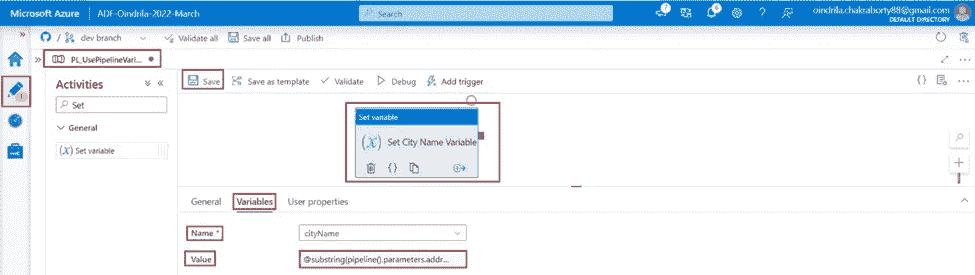 Microsoft Azure ADF-Oindrila-2022-March Search 7 6 oindrila.chakraborty88@gmail.com
DEFAULT DIRECTORY
dev branch Validate all Save all Publish
PL_UsePipelineVari...
Activities
Save Save as template Validate Debug Add trigger
1
Set
Set variable
General
(x) Set variable
(x) Set City Name Variable
General Variables User properties
Name * cityName
Value @substring(pipeline().parameters.addr...